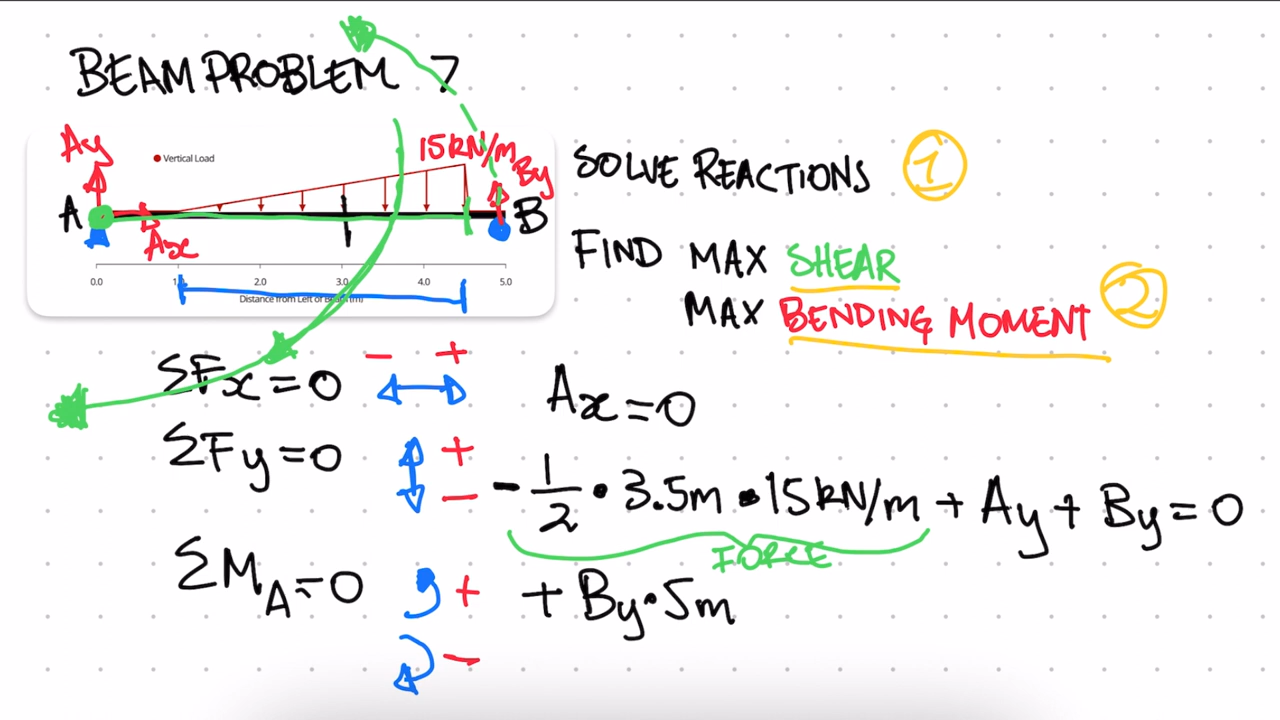 BEAM PROBLEM 7
Ay
Vertical Load
15kN/m
By
A
B
Ax
0.0 1.0 2.0 3.0 4.0 5.0
Distance from Left of Beam (m)
SOLVE REACTIONS 1
FIND MAX SHEAR
MAX BENDING MOMENT 2
ΣFx=0 - +
Ax=0
ΣFy=0 + -
-1/2·3.5m·15kN/m + Ay + By = 0
FORCE
ΣMA=0 + -
+ By·5m